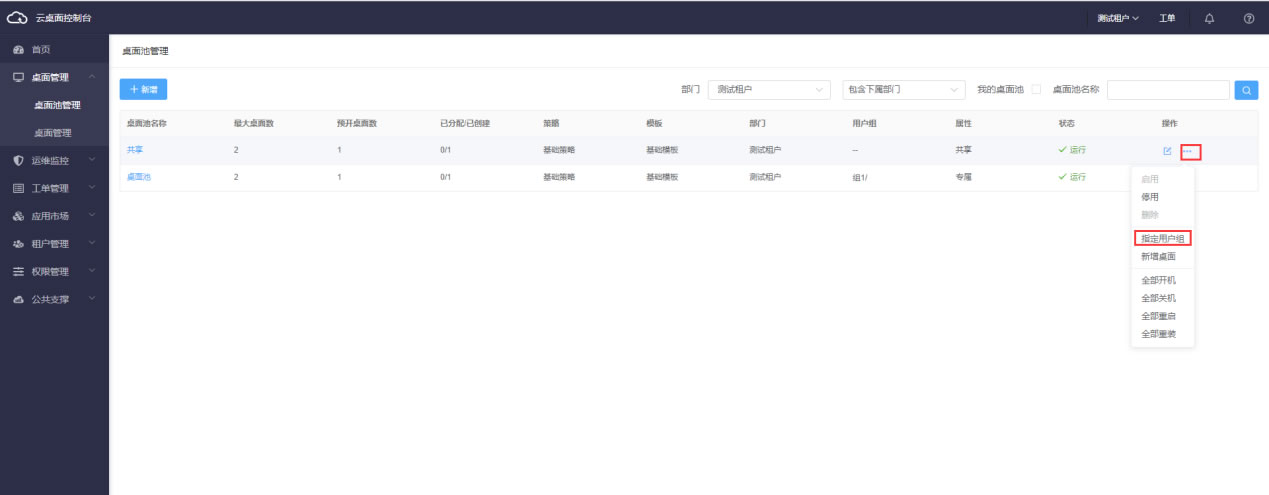 云桌面控制台
测试租户 工单
首页
桌面管理
桌面池管理
桌面管理
运维监控
工单管理
应用市场
租户管理
权限管理
公共支撑
桌面池管理
新增
部门 测试租户 包含下属部门 我的桌面池 桌面池名称
桌面池名称 最大桌面数 预开桌面数 已分配/已创建 策略 模板 部门 用户组 属性 状态 操作
共享 2 1 0/1 基础策略 基础模板 测试租户 -- 共享 运行
桌面池 2 1 0/1 基础策略 基础模板 测试租户 组1/ 专属 运行
启用
停用
删除
指定用户组
新增桌面
全部开机
全部关机
全部重启
全部重装